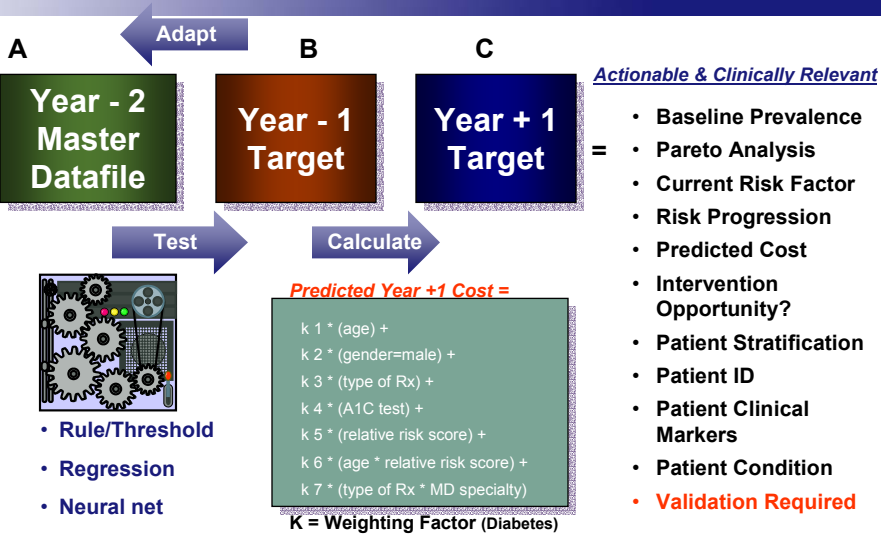 Adapt
A
B
C
Year - 2
Master
Datafile
Year - 1
Target
Year + 1
Target
=
Test
Calculate
• Rule/Threshold
• Regression
• Neural net
Predicted Year +1 Cost =
k 1 * (age) +
k 2 * (gender=male) +
k 3 * (type of Rx) +
k 4 * (A1C test) +
k 5 * (relative risk score) +
k 6 * (age * relative risk score) +
k 7 * (type of Rx * MD specialty)
K = Weighting Factor (Diabetes)
Actionable & Clinically Relevant
• Baseline Prevalence
• Pareto Analysis
• Current Risk Factor
• Risk Progression
• Predicted Cost
• Intervention
Opportunity?
• Patient Stratification
• Patient ID
• Patient Clinical
Markers
• Patient Condition
• Validation Required